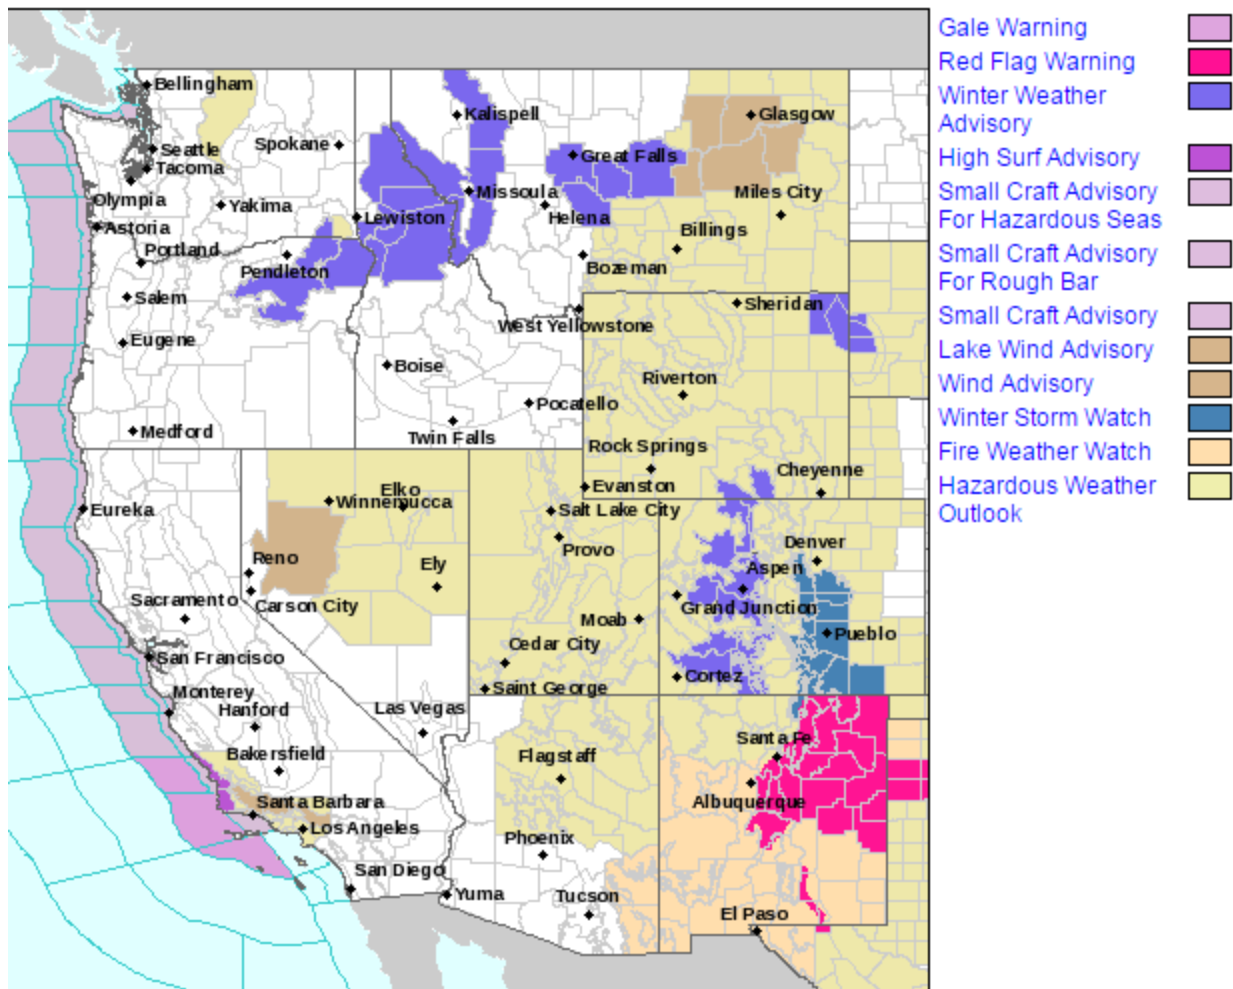 Bellingham
Seattle
Tacoma
Spokane
Olympia
Yakima
Astoria
Portland
Lewiston
Pendleton
Salem
Eugene
Medford
Kalispell
Great Falls
Glasgow
Missoula
Helena
Miles City
Billings
Bozeman
West Yellowstone
Sheridan
Boise
Pocatello
Twin Falls
Riverton
Rock Springs
Evanston
Cheyenne
Eureka
Elko
Winnemucca
Reno
Ely
Carson City
Sacramento
San Francisco
Monterey
Hanford
Bakersfield
Las Vegas
Santa Barbara
Los Angeles
San Diego
Salt Lake City
Provo
Moab
Cedar City
Saint George
Denver
Aspen
Grand Junction
Pueblo
Cortez
Flagstaff
Phoenix
Yuma
Tucson
Santa Fe
Albuquerque
El Paso
Gale Warning
Red Flag Warning
Winter Weather
Advisory
High Surf Advisory
Small Craft Advisory
For Hazardous Seas
Small Craft Advisory
For Rough Bar
Small Craft Advisory
Lake Wind Advisory
Wind Advisory
Winter Storm Watch
Fire Weather Watch
Hazardous Weather
Outlook